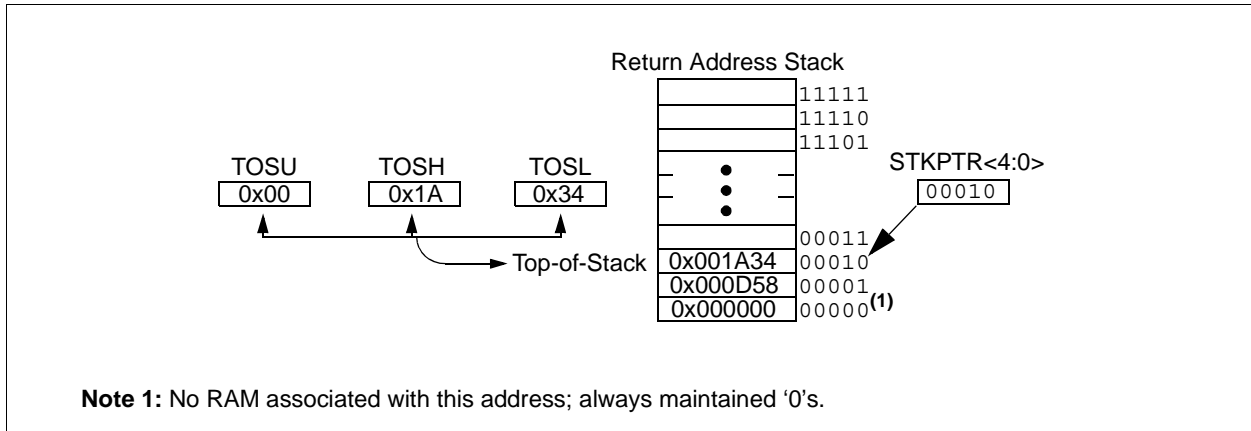 Return Address Stack
11111
11110
11101
TOSU TOSH TOSL
0x00 0x1A 0x34
STKPTR<4:0>
00010
00011
Top-of-Stack 0x001A34 00010
0x000D58 00001
0x000000 00000(1)
Note 1: No RAM associated with this address; always maintained ‘0’s.